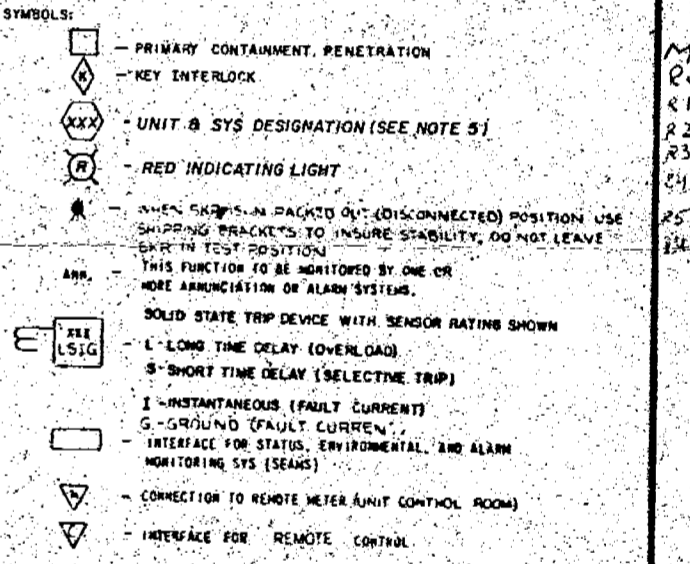 SYMBOLS:
- PRIMARY CONTAINMENT, PENETRATION
K - KEY INTERLOCK
XXX - UNIT & SYS DESIGNATION (SEE NOTE 5)
R - RED INDICATING LIGHT
- WHEN BKR IS IN RACKED OUT (DISCONNECTED) POSITION USE
SHIPPING BRACKETS TO INSURE STABILITY, DO NOT LEAVE
BKR IN TEST POSITION
ANN. - THIS FUNCTION TO BE MONITORED BY ONE OR
MORE ANNUNCIATION OR ALARM SYSTEMS.
SOLID STATE TRIP DEVICE WITH SENSOR RATING SHOWN
XXX
LSIG
- L-LONG TIME DELAY (OVERLOAD)
S-SHORT TIME DELAY (SELECTIVE TRIP)
I -INSTANTANEOUS (FAULT CURRENT)
G.-GROUND (FAULT CURREN
- INTERFACE FOR STATUS, ENVIRONMENTAL, AND ALARM
MONITORING SYS (SEAMS)
M - CONNECTION TO REMOTE METER (UNIT CONTROL ROOM)
C - INTERFACE FOR REMOTE CONTROL
M
R
R1
R2
R3
R5